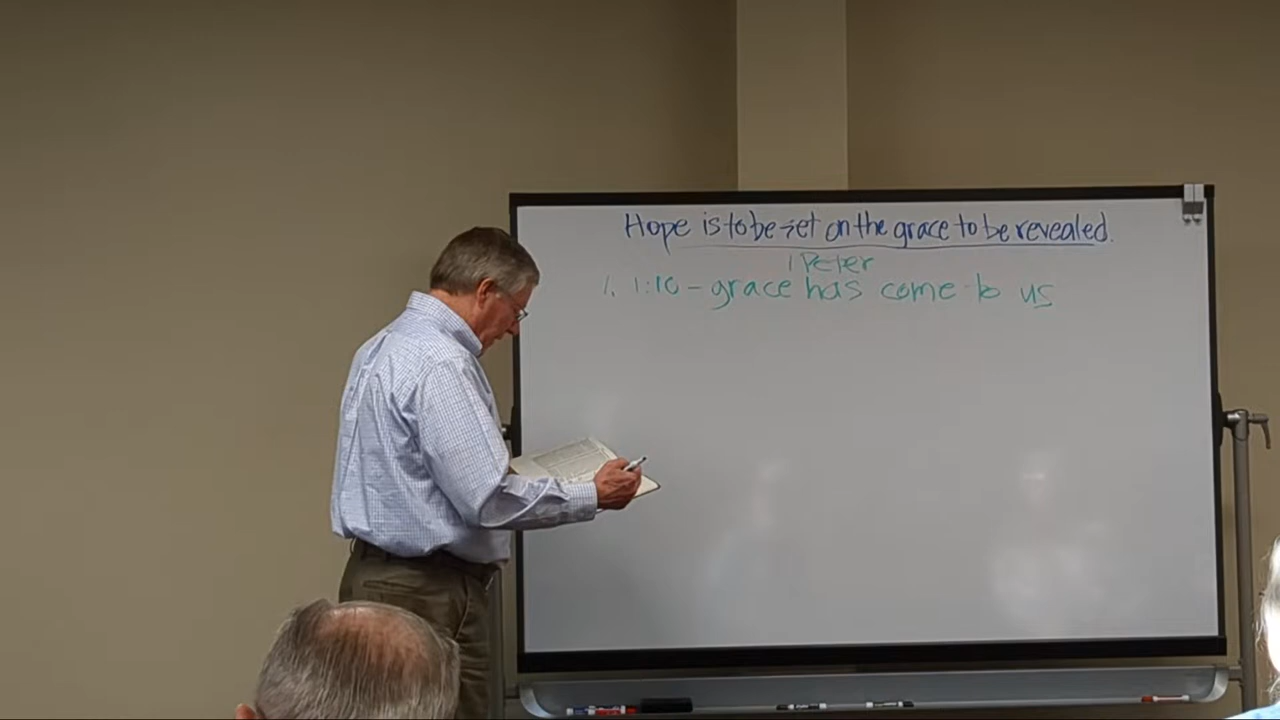 Hope is to be set on the grace to be revealed.
1 Peter
1. 1:10 - grace has come to us